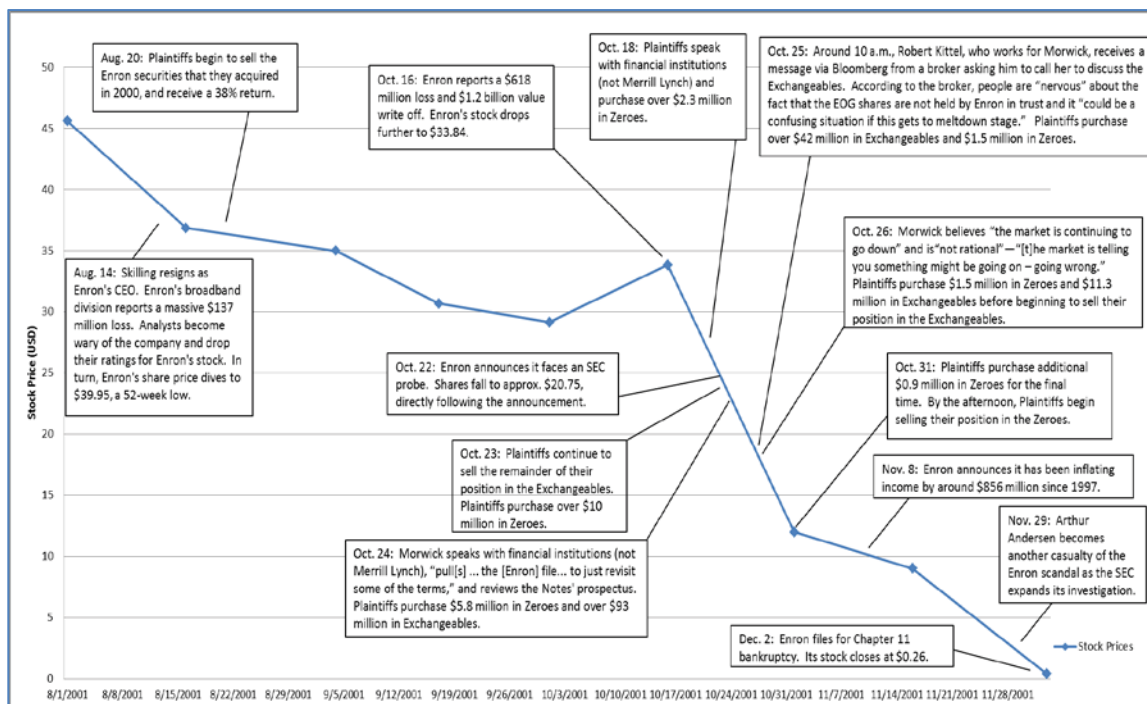 Aug. 20: Plaintiffs begin to sell the
Enron securities that they acquired
in 2000, and receive a 38% return.
Oct. 16: Enron reports a $618
million loss and $1.2 billion value
write off. Enron's stock drops
further to $33.84.
Oct. 18: Plaintiffs speak
with financial institutions
(not Merrill Lynch) and
purchase over $2.3 million
in Zeroes.
Oct. 25: Around 10 a.m., Robert Kittel, who works for Morwick, receives a
message via Bloomberg from a broker asking him to call her to discuss the
Exchangeables. According to the broker, people are "nervous" about the
fact that the EOG shares are not held by Enron in trust and it "could be a
confusing situation if this gets to meltdown stage." Plaintiffs purchase
over $42 million in Exchangeables and $1.5 million in Zeroes.
Aug. 14: Skilling resigns as
Enron's CEO. Enron's broadband
division reports a massive $137
million loss. Analysts become
wary of the company and drop
their ratings for Enron's stock. In
turn, Enron's share price dives to
$39.95, a 52-week low.
Oct. 26: Morwick believes "the market is continuing to
go down" and is"not rational"—"[t]he market is telling
you something might be going on – going wrong."
Plaintiffs purchase $1.5 million in Zeroes and $11.3
million in Exchangeables before beginning to sell their
position in the Exchangeables.
Oct. 22: Enron announces it faces an SEC
probe. Shares fall to approx. $20.75,
directly following the announcement.
Oct. 31: Plaintiffs purchase additional
$0.9 million in Zeroes for the final
time. By the afternoon, Plaintiffs begin
selling their position in the Zeroes.
Oct. 23: Plaintiffs continue to
sell the remainder of their
position in the Exchangeables.
Plaintiffs purchase over $10
million in Zeroes.
Nov. 8: Enron announces it has been inflating
income by around $856 million since 1997.
Oct. 24: Morwick speaks with financial institutions (not
Merrill Lynch), "pull[s] ... the [Enron] file... to just revisit
some of the terms," and reviews the Notes' prospectus.
Plaintiffs purchase $5.8 million in Zeroes and over $93
million in Exchangeables.
Nov. 29: Arthur
Andersen becomes
another casualty of the
Enron scandal as the SEC
expands its investigation.
Dec. 2: Enron files for Chapter 11
bankruptcy. Its stock closes at $0.26.
Stock Prices
Stock Price (USD)
50
45
40
35
30
25
20
15
10
5
0
8/1/2001 8/8/2001 8/15/2001 8/22/2001 8/29/2001 9/5/2001 9/12/2001 9/19/2001 9/26/2001 10/3/2001 10/10/2001 10/17/2001 10/24/2001 10/31/2001 11/7/2001 11/14/2001 11/21/2001 11/28/2001